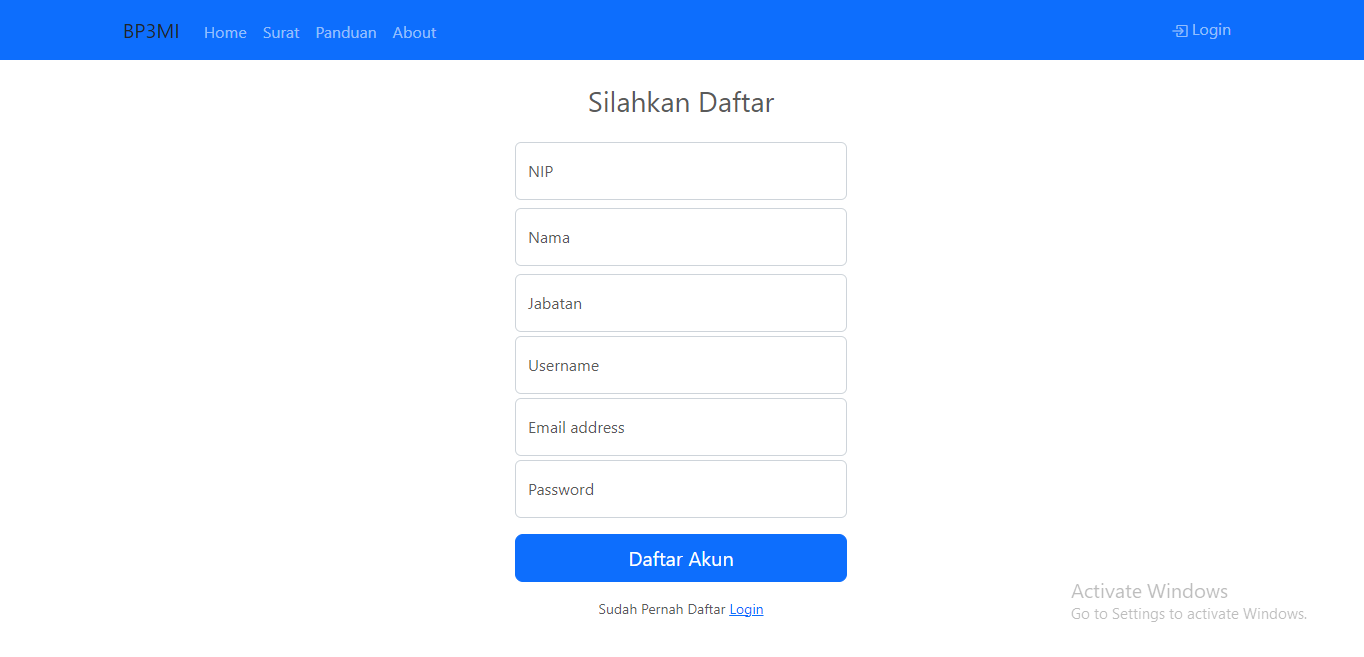 BP3MI Home Surat Panduan About Login
Silahkan Daftar
NIP
Nama
Jabatan
Username
Email address
Password
Daftar Akun
Sudah Pernah Daftar Login
Activate Windows
Go to Settings to activate Windows.